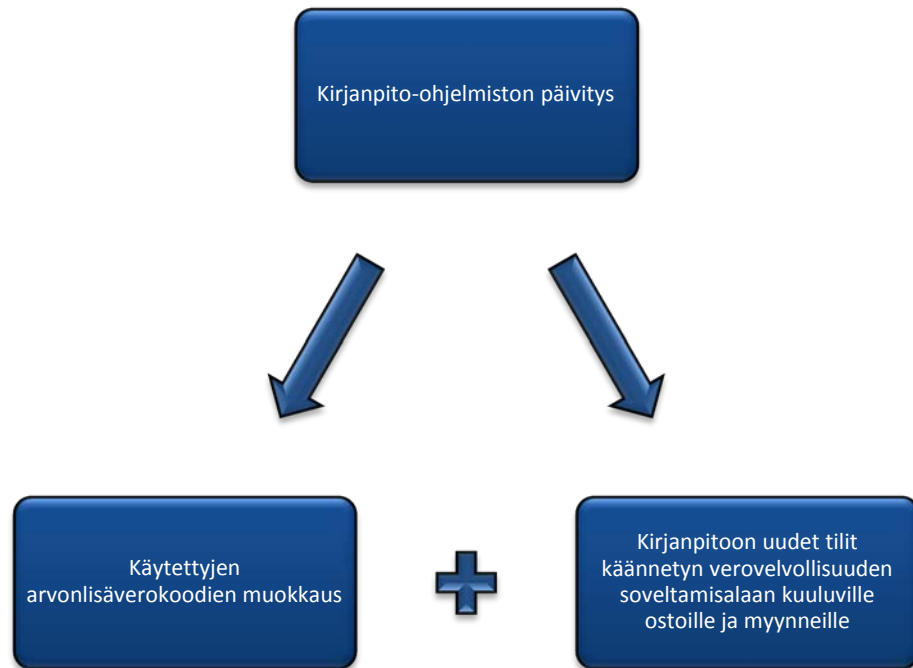 Kirjanpito-ohjelmiston päivitys
Käytettyjen
arvonlisäverokoodien muokkaus
Kirjanpitoon uudet tilit
käännetyn verovelvollisuuden
soveltamisalaan kuuluville
ostoille ja myynneille